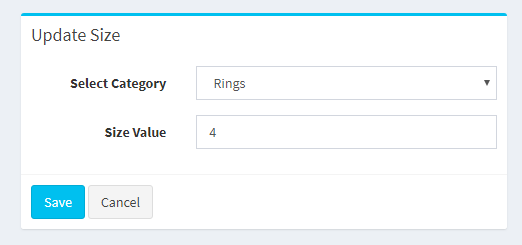 Update Size
Select Category Rings
Size Value 4
Save Cancel